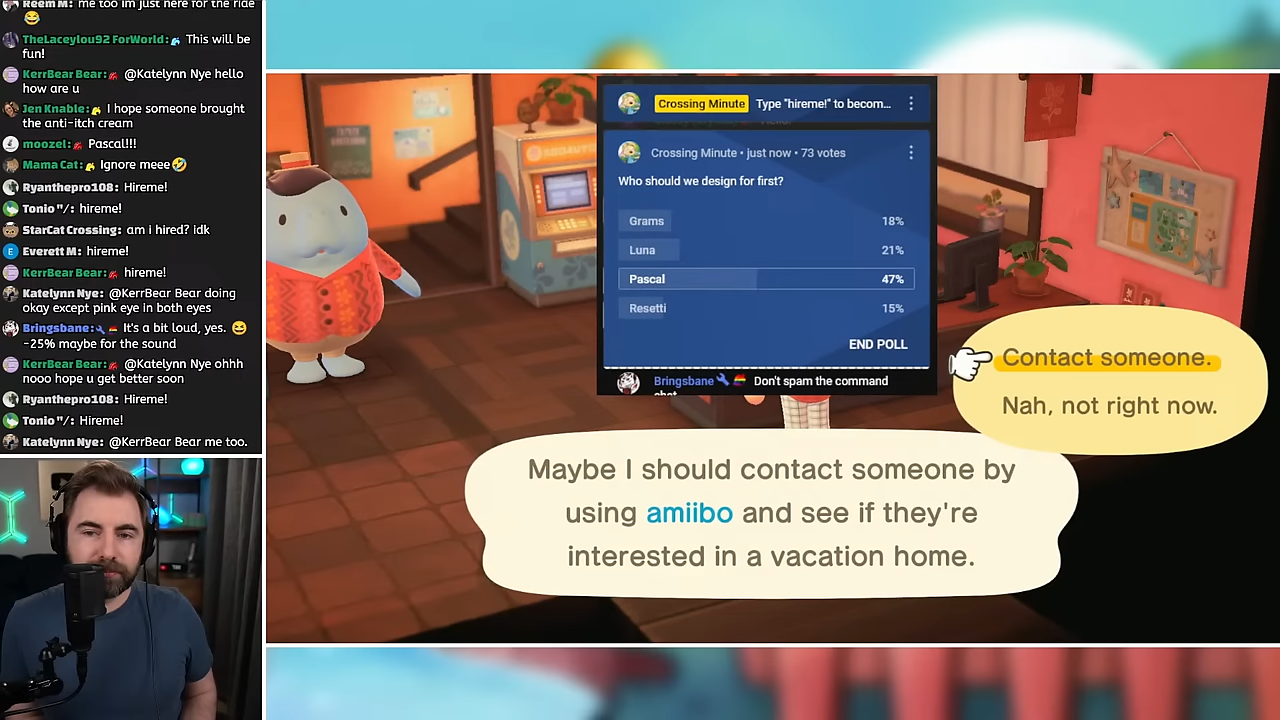 Reem M: me too im just here for the ride
😂
TheLaceylou92 ForWorld: This will be
fun!
KerrBear Bear: @Katelynn Nye hello
how are u
Jen Knable: I hope someone brought
the anti-itch cream
moozel: Pascal!!!
Mama Cat: Ignore meee🤣
Ryanthepro108: Hireme!
Tonio "/: hireme!
StarCat Crossing: am i hired? idk
E Everett M: hireme!
KerrBear Bear: hireme!
Katelynn Nye: @KerrBear Bear doing
okay except pink eye in both eyes
Bringsbane: It's a bit loud, yes. 😆
-25% maybe for the sound
KerrBear Bear: @Katelynn Nye ohhh
nooo hope u get better soon
Ryanthepro108: Hireme!
Tonio "/: Hireme!
Katelynn Nye: @KerrBear Bear me too.
Crossing Minute Type "hireme!" to becom...
Crossing Minute • just now • 73 votes
Who should we design for first?
Grams 18%
Luna 21%
Pascal 47%
Resetti 15%
END POLL
Bringsbane Don't spam the command
Contact someone.
Nah, not right now.
Maybe I should contact someone by
using amiibo and see if they're
interested in a vacation home.